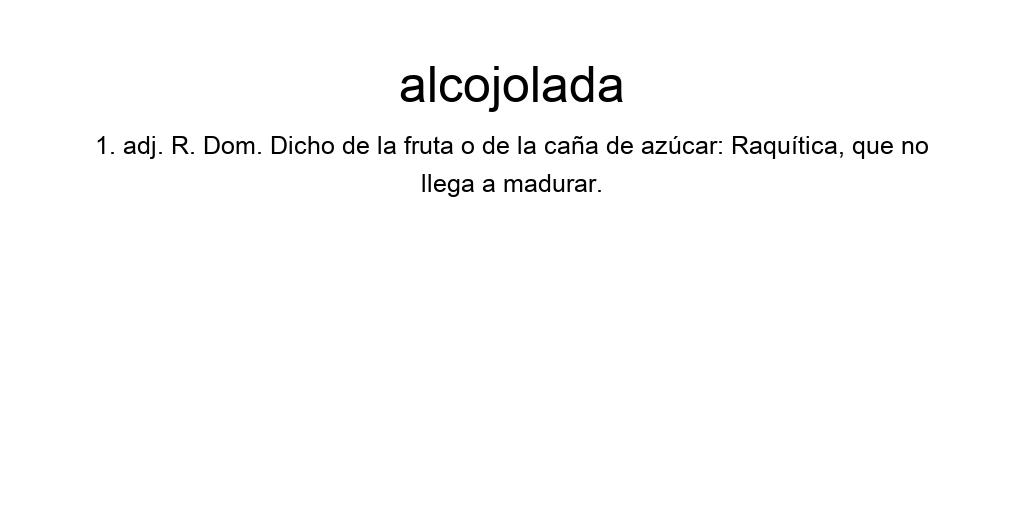 alcojolada
1. adj. R. Dom. Dicho de la fruta o de la caña de azúcar: Raquítica, que no
llega a madurar.